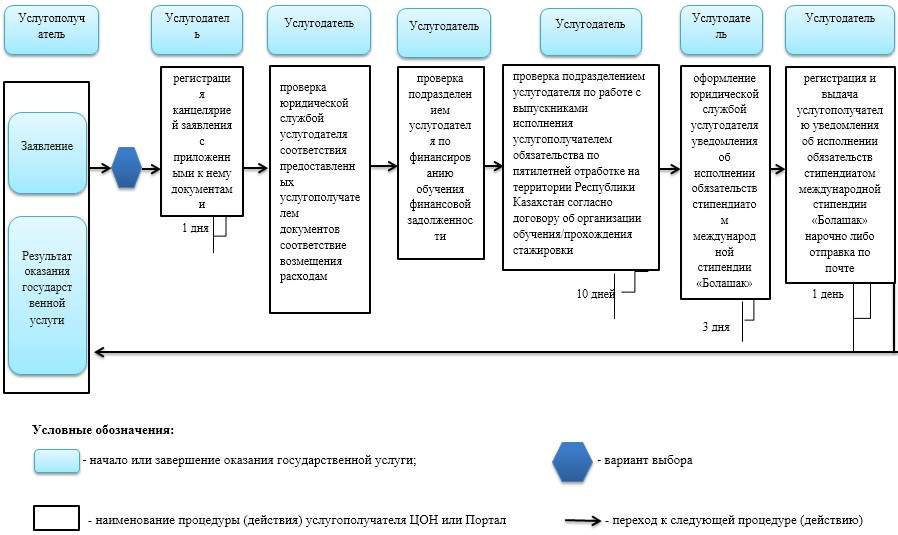 Услугополуч
атель
Услугодател
ь
Услугодатель
Услугодатель
Услугодатель
Услугодате
ль
Услугодатель
Заявление
Результат
оказания
государст
венной
услуги
регистраци
я
канцелярие
й заявления
с
приложенн
ыми к нему
документам
и
1 дня
проверка
юридической
службой
услугодателя
соответствия
предоставленн
ых
услугополучате
лем
документов
соответствие
возмещения
расходам
проверка
подразделен
ием
услугодател
я по
финансиров
анию
обучения
финансовой
задолженнос
ти
проверка подразделением
услугодателя по работе с
выпускниками
исполнения
услугополучателем
обязательства по
пятилетней отработке на
территории Республики
Казахстан согласно
договору об организации
обучения/прохождения
стажировки
10 дней
оформление
юридической
службой
услугодателя
уведомления
об
исполнении
обязательств
стипендиато
м
международ
ной
стипендии
«Болашак»
3 дня
регистрация и
выдача
услугополучател
ю уведомления
об исполнении
обязательств
стипендиатом
международной
стипендии
«Болашак»
нарочно либо
отправка по
почте
1 день
Условные обозначения:
- начало или завершение оказания государственной услуги;
- вариант выбора
- наименование процедуры (действия) услугополучателя ЦОН или Портал
- переход к следующей процедуре (действию)